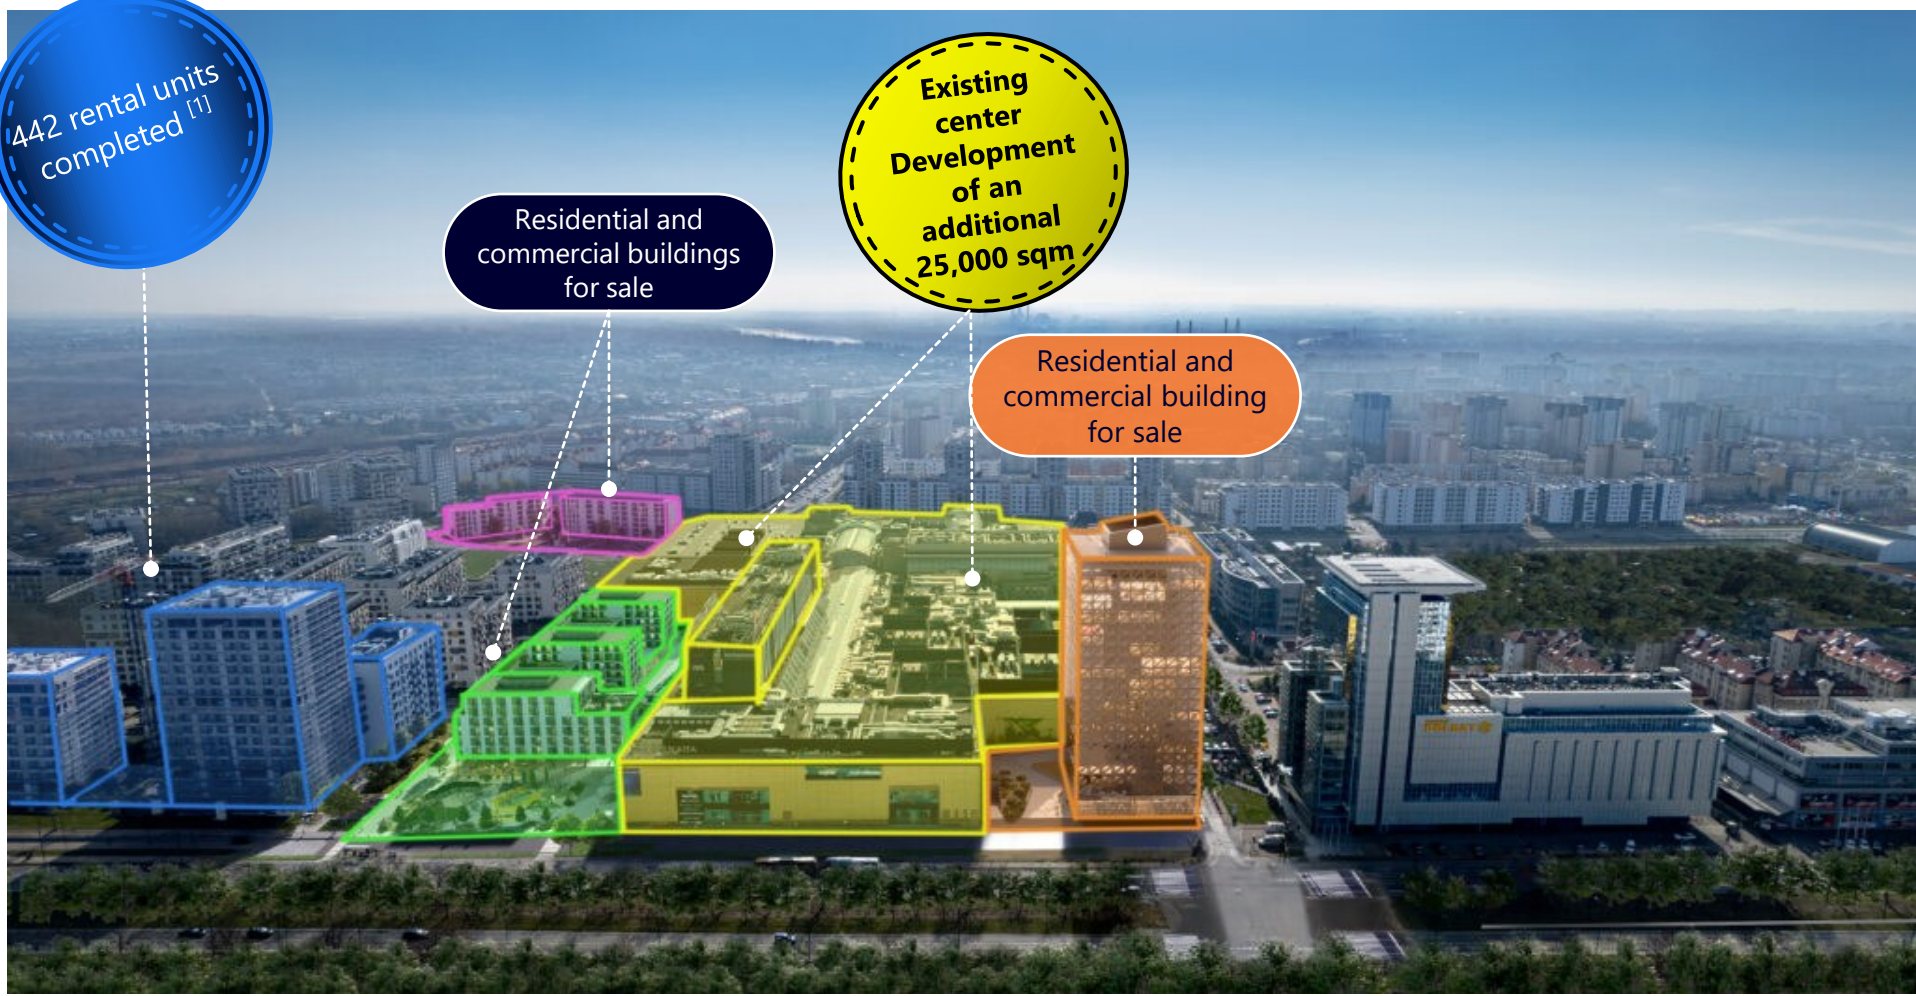 442 rental units
completed [1]
Residential and
commercial buildings
for sale
Existing
center
Development
of an
additional
25,000 sqm
Residential and
commercial building
for sale